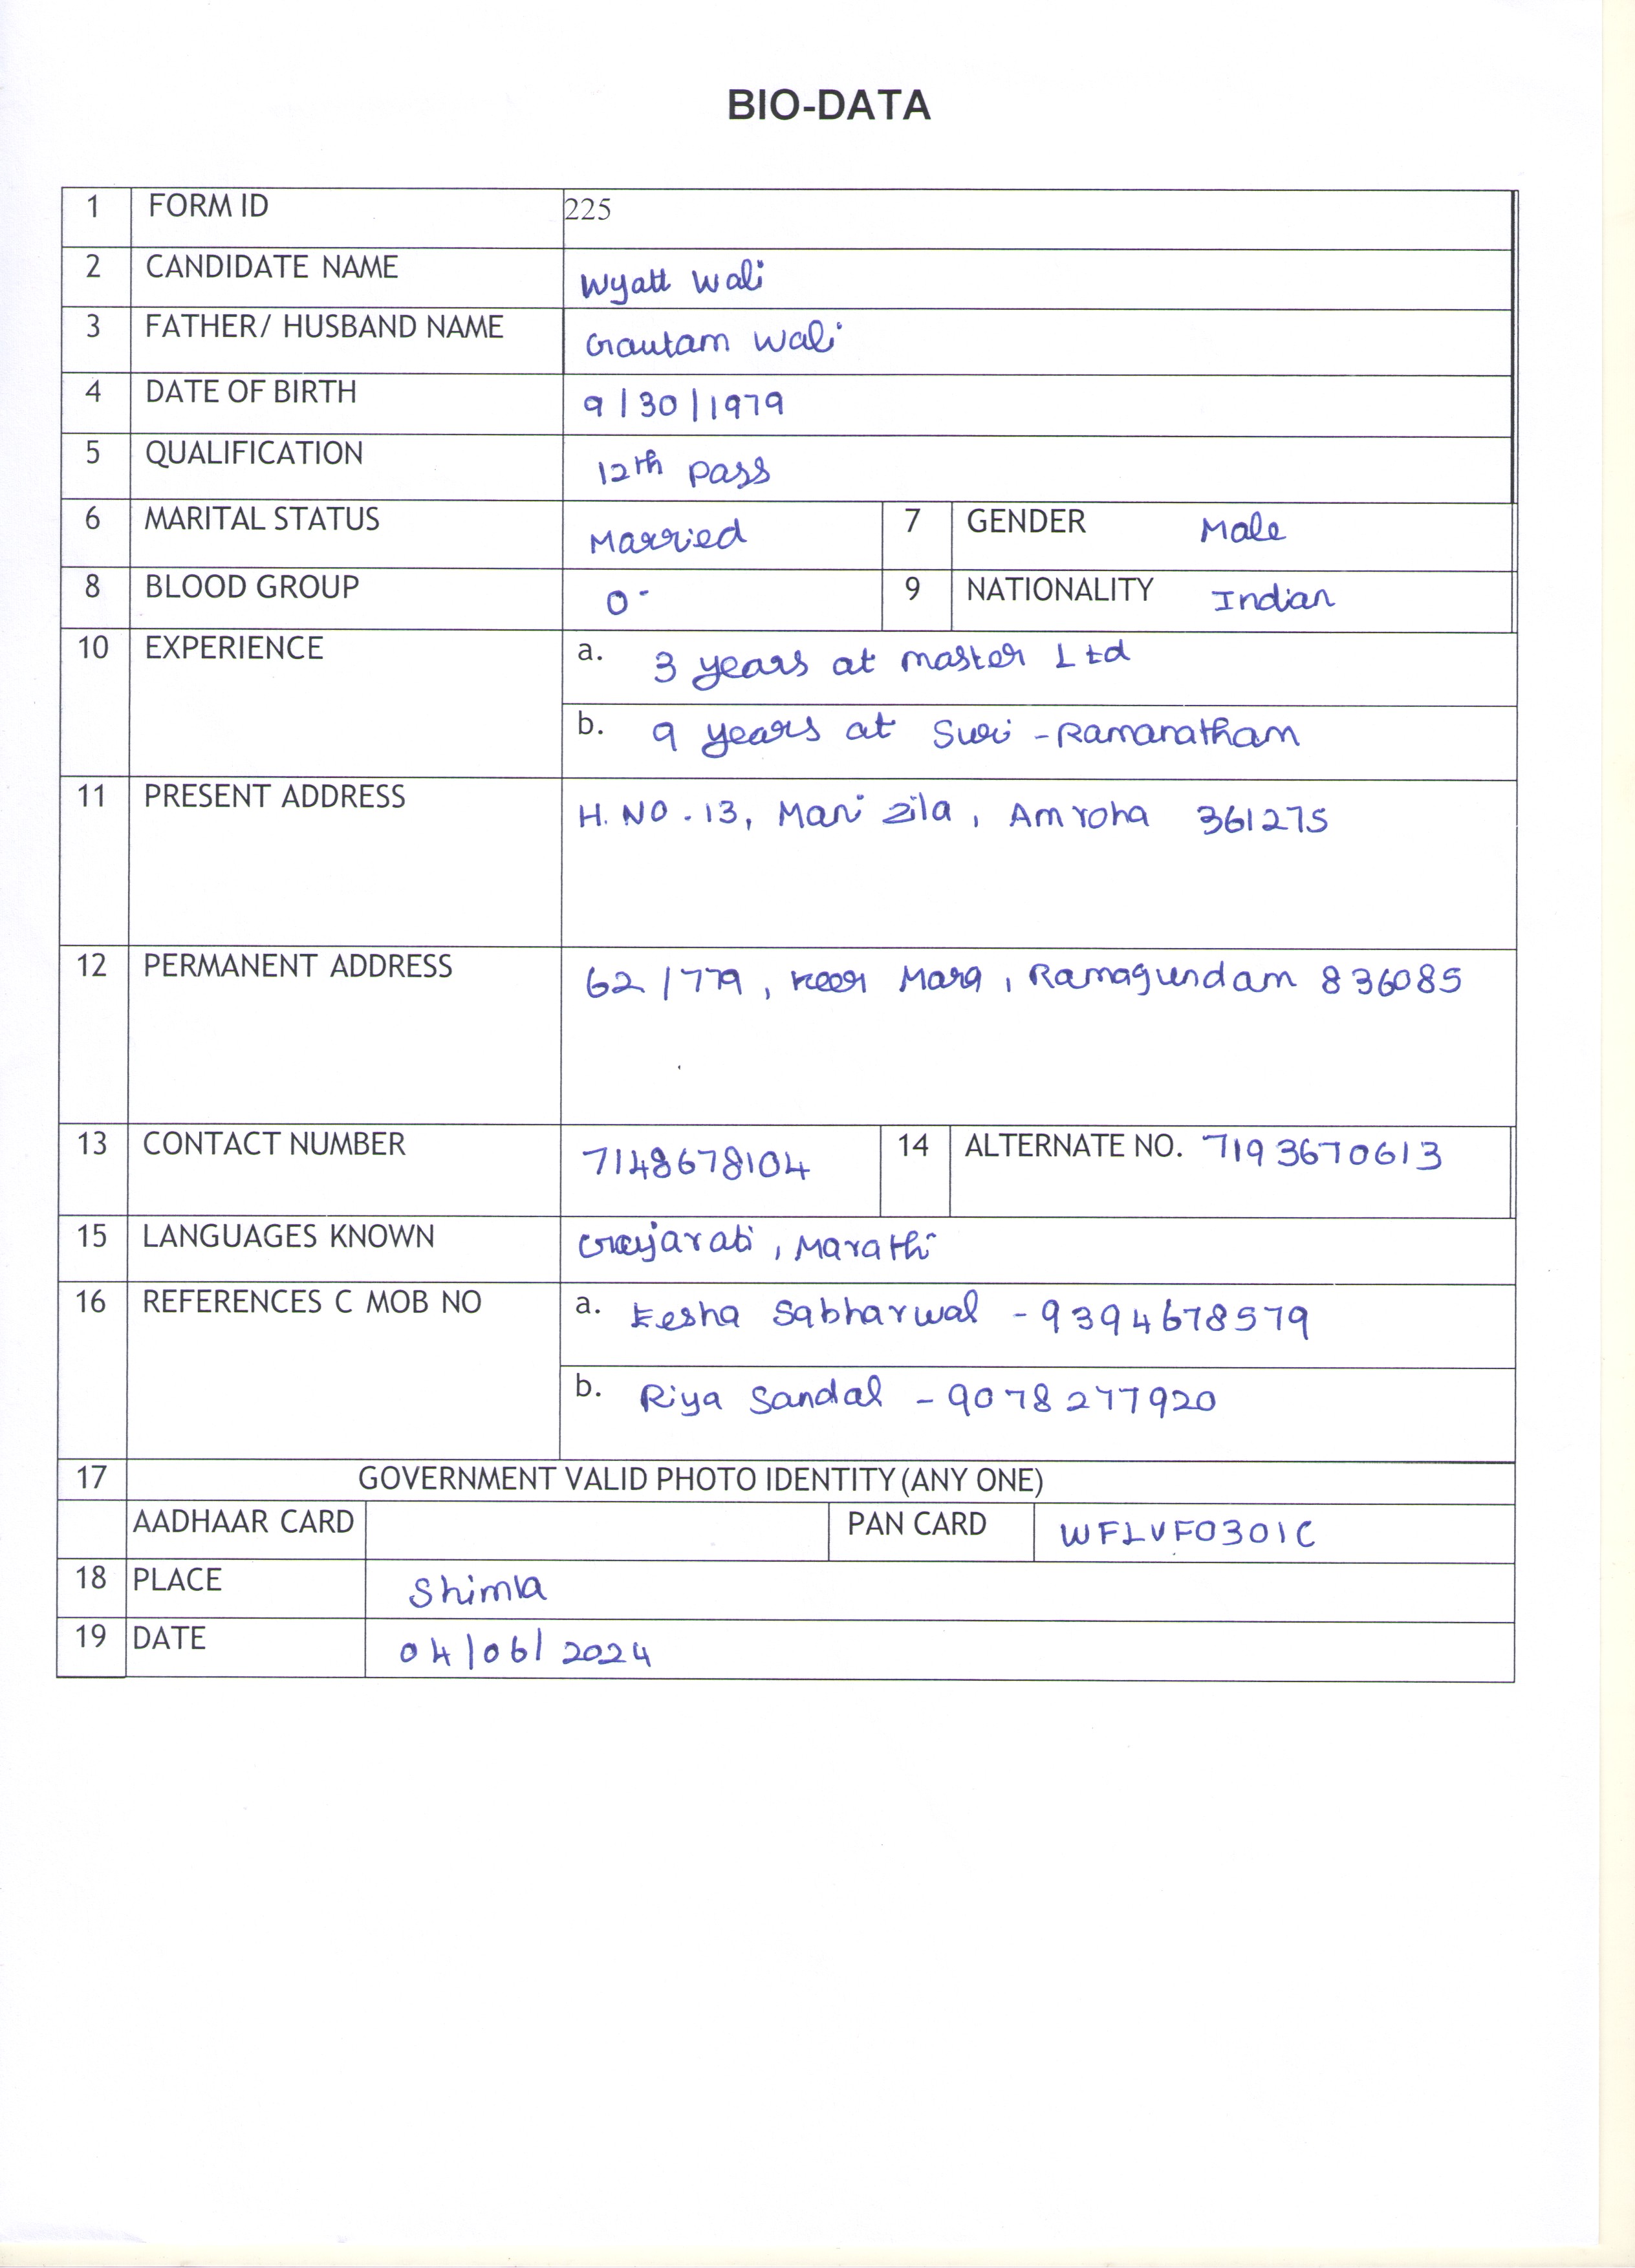 BIO-DATA
1 FORM ID 225
2 CANDIDATE NAME Wyatt Wali
3 FATHER/ HUSBAND NAME Gautam Wali
4 DATE OF BIRTH 9/30/1979
5 QUALIFICATION 12th pass
6 MARITAL STATUS Married 7 GENDER Male
8 BLOOD GROUP O- 9 NATIONALITY Indian
10 EXPERIENCE a. 3 years at master Ltd
b. 9 years at Suri-Ramanatham
11 PRESENT ADDRESS H.NO.13, Mani Zila, Amroha 361275
12 PERMANENT ADDRESS 62/779, Keer Marg, Ramagundam 836085
13 CONTACT NUMBER 7148678104 14 ALTERNATE NO. 7193670613
15 LANGUAGES KNOWN Gujarati, Marathi
16 REFERENCES C MOB NO a. Eesha Sabharwal - 9394678579
b. Riya Sandal - 9078277920
17 GOVERNMENT VALID PHOTO IDENTITY (ANY ONE)
AADHAAR CARD PAN CARD WFLVF0301C
18 PLACE Shimla
19 DATE 04/06/2024